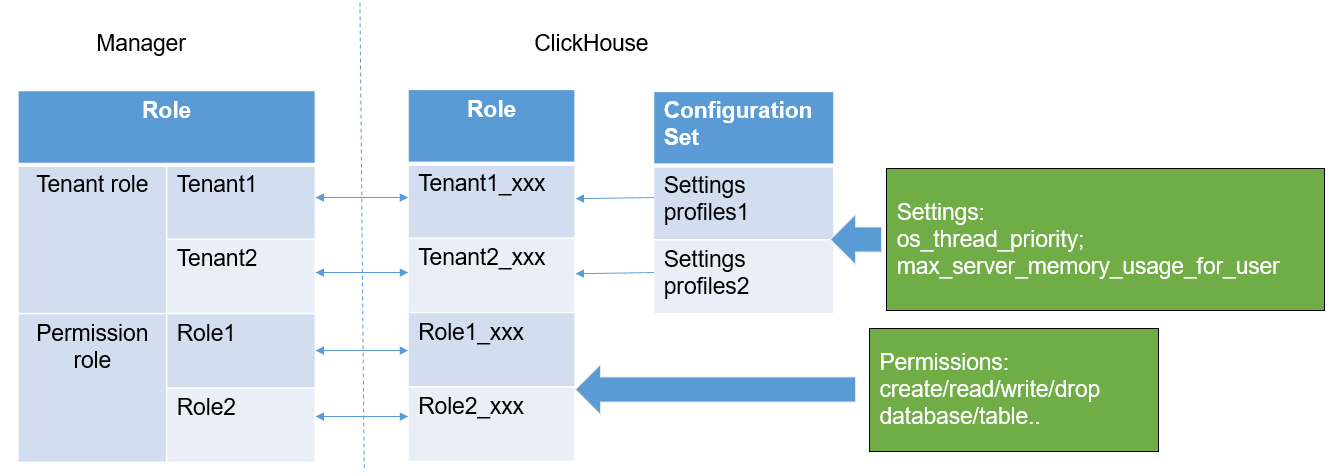 Manager
ClickHouse
Role
Role
Configuration
Set
Tenant role
Tenant1
Tenant1_xxx
Settings
profiles1
Tenant2
Tenant2_xxx
Settings
profiles2
Settings:
os_thread_priority;
max_server_memory_usage_for_user
Permission
role
Role1
Role1_xxx
Role2
Role2_xxx
Permissions:
create/read/write/drop
database/table..